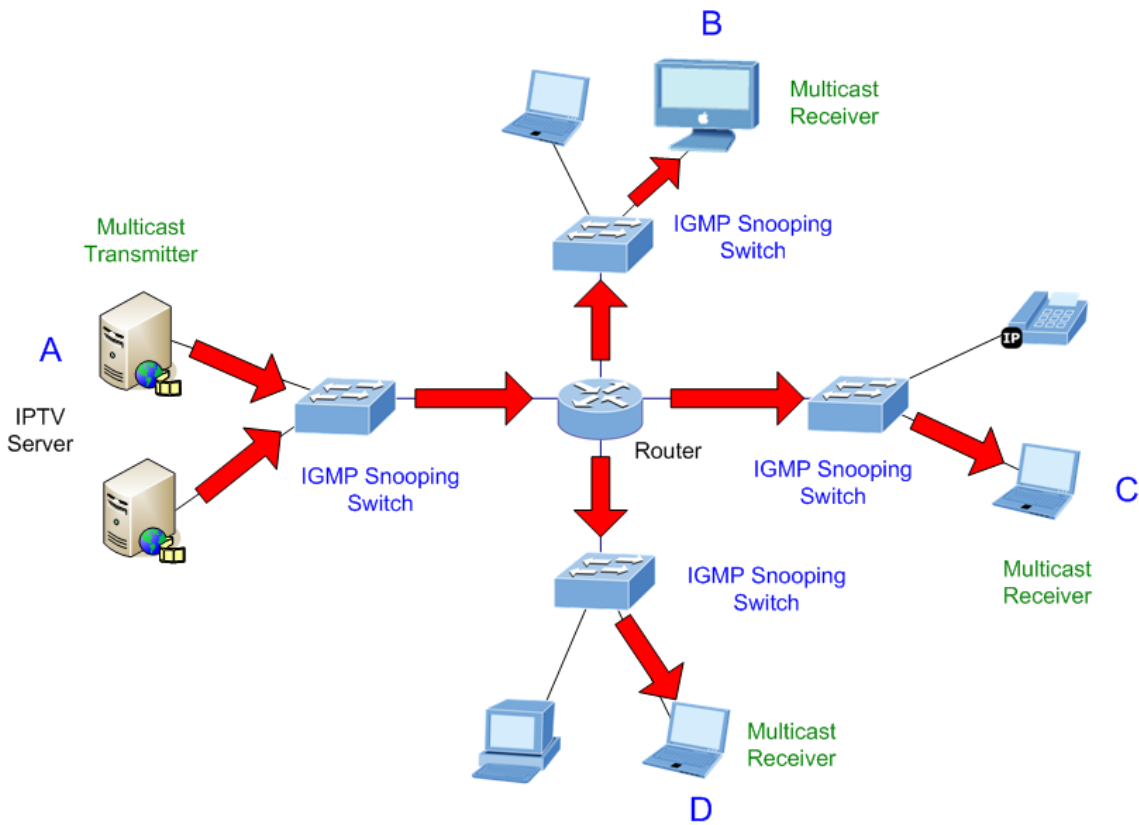 B
Multicast
Receiver
IGMP Snooping
Switch
Multicast
Transmitter
A
IPTV
Server
IGMP Snooping
Switch
Router
IP
IGMP Snooping
Switch
C
Multicast
Receiver
IGMP Snooping
Switch
Multicast
Receiver
D